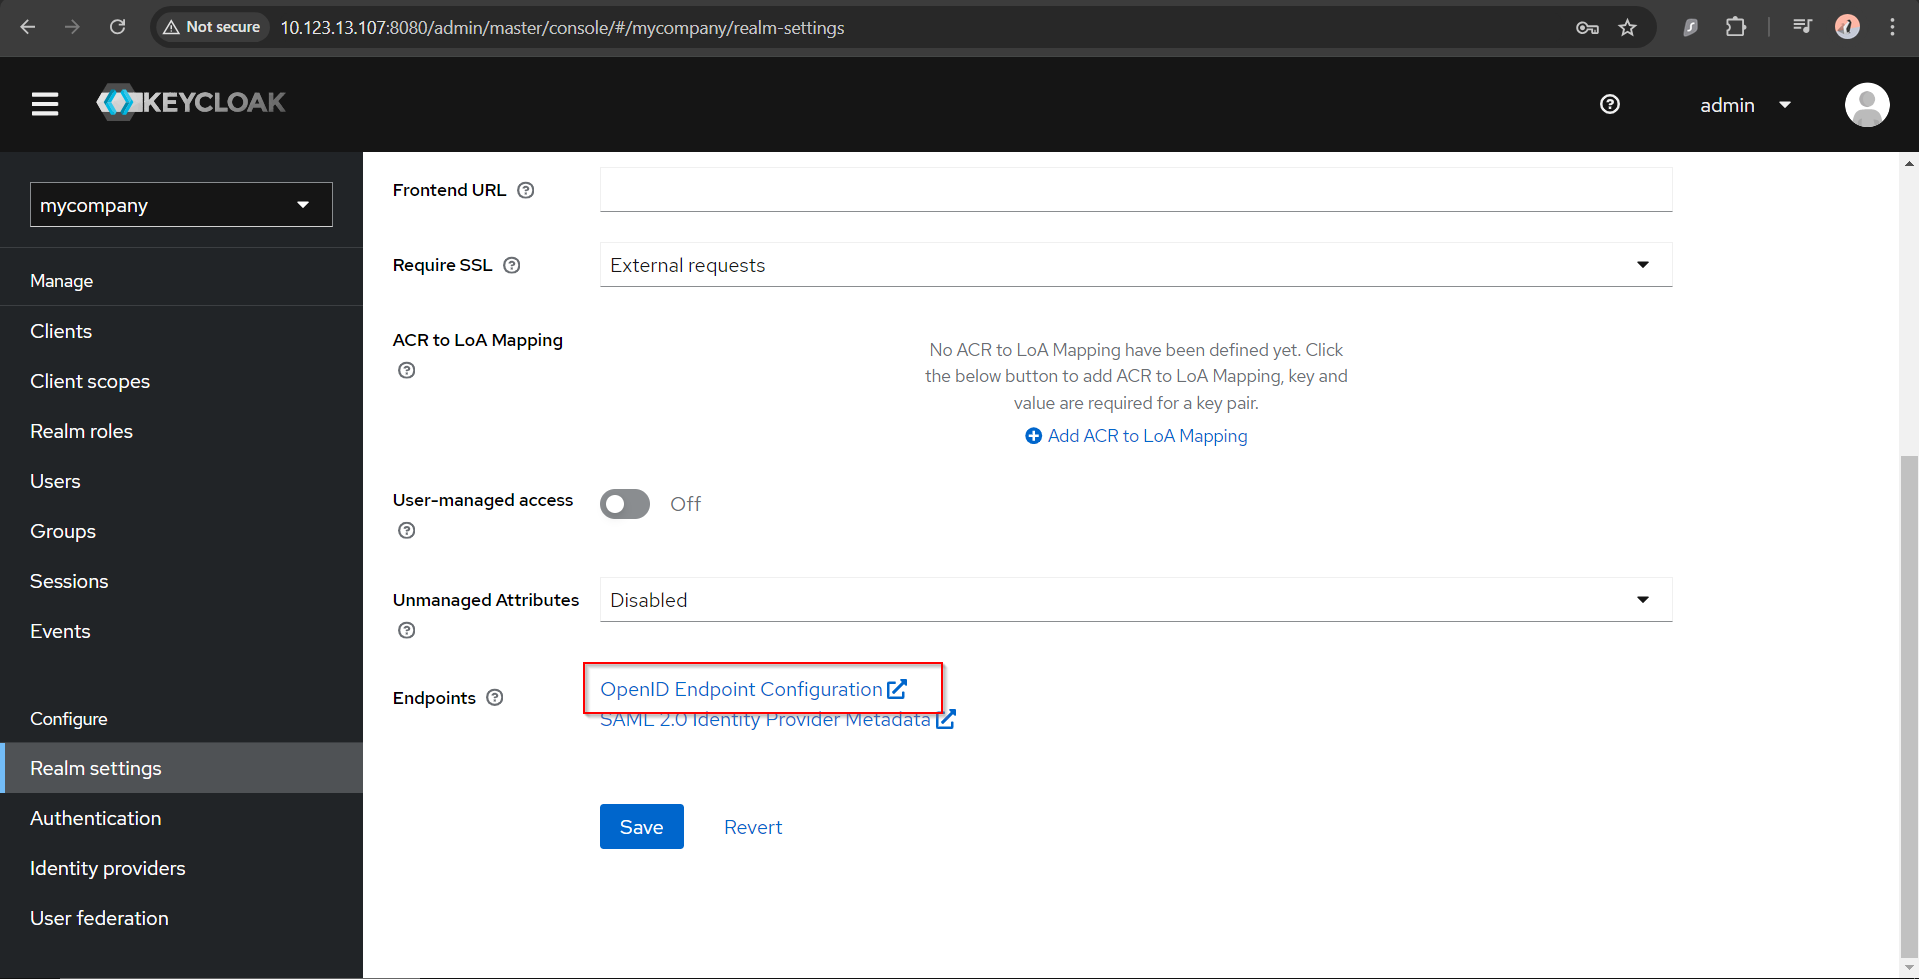 Not secure
10.123.13.107:8080/admin/master/console/#/mycompany/realm-settings
KEYCLOAK
admin
mycompany
Manage
Clients
Client scopes
Realm roles
Users
Groups
Sessions
Events
Configure
Realm settings
Authentication
Identity providers
User federation
Frontend URL
Require SSL
External requests
ACR to LoA Mapping
No ACR to LoA Mapping have been defined yet. Click
the below button to add ACR to LoA Mapping, key and
value are required for a key pair.
Add ACR to LoA Mapping
User-managed access
Off
Unmanaged Attributes
Disabled
Endpoints
OpenID Endpoint Configuration
SAML 2.0 Identity Provider Metadata
Save
Revert